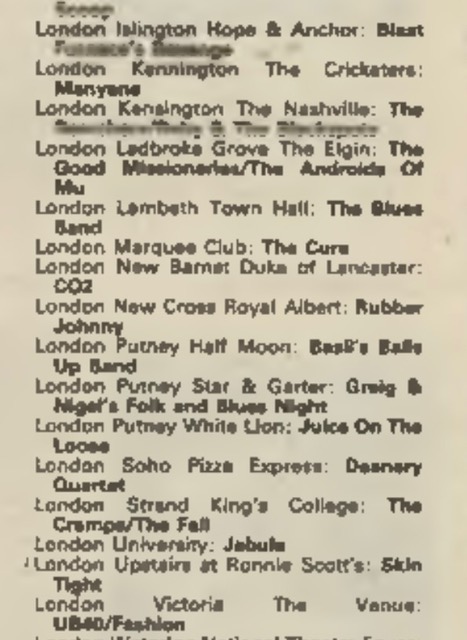 London Islington Hope & Anchor: Blast
London Kennington The Cricketers:
Manyana
London Kensington The Nashville: The
London Ladbroke Grove The Elgin: The
Good Missionaries/The Androids Of
Mu
London Lambeth Town Hall: The Blues
Band
London Marquee Club: The Cure
London New Barnet Duke of Lancaster:
CO2
London New Cross Royal Albert: Rubber
Johnny
London Putney Half Moon: Basil's Balls
Up Band
London Putney Star & Garter: Greig &
Nigel's Folk and Blues Night
London Putney White Lion: Juice On The
Loose
London Soho Pizza Express: Deanery
Quartet
London Strand King's College: The
Cramps/The Fall
London University: Jabula
London Upstairs at Ronnie Scott's: Skin
Tight
London Victoria The Venue:
UB40/Fashion